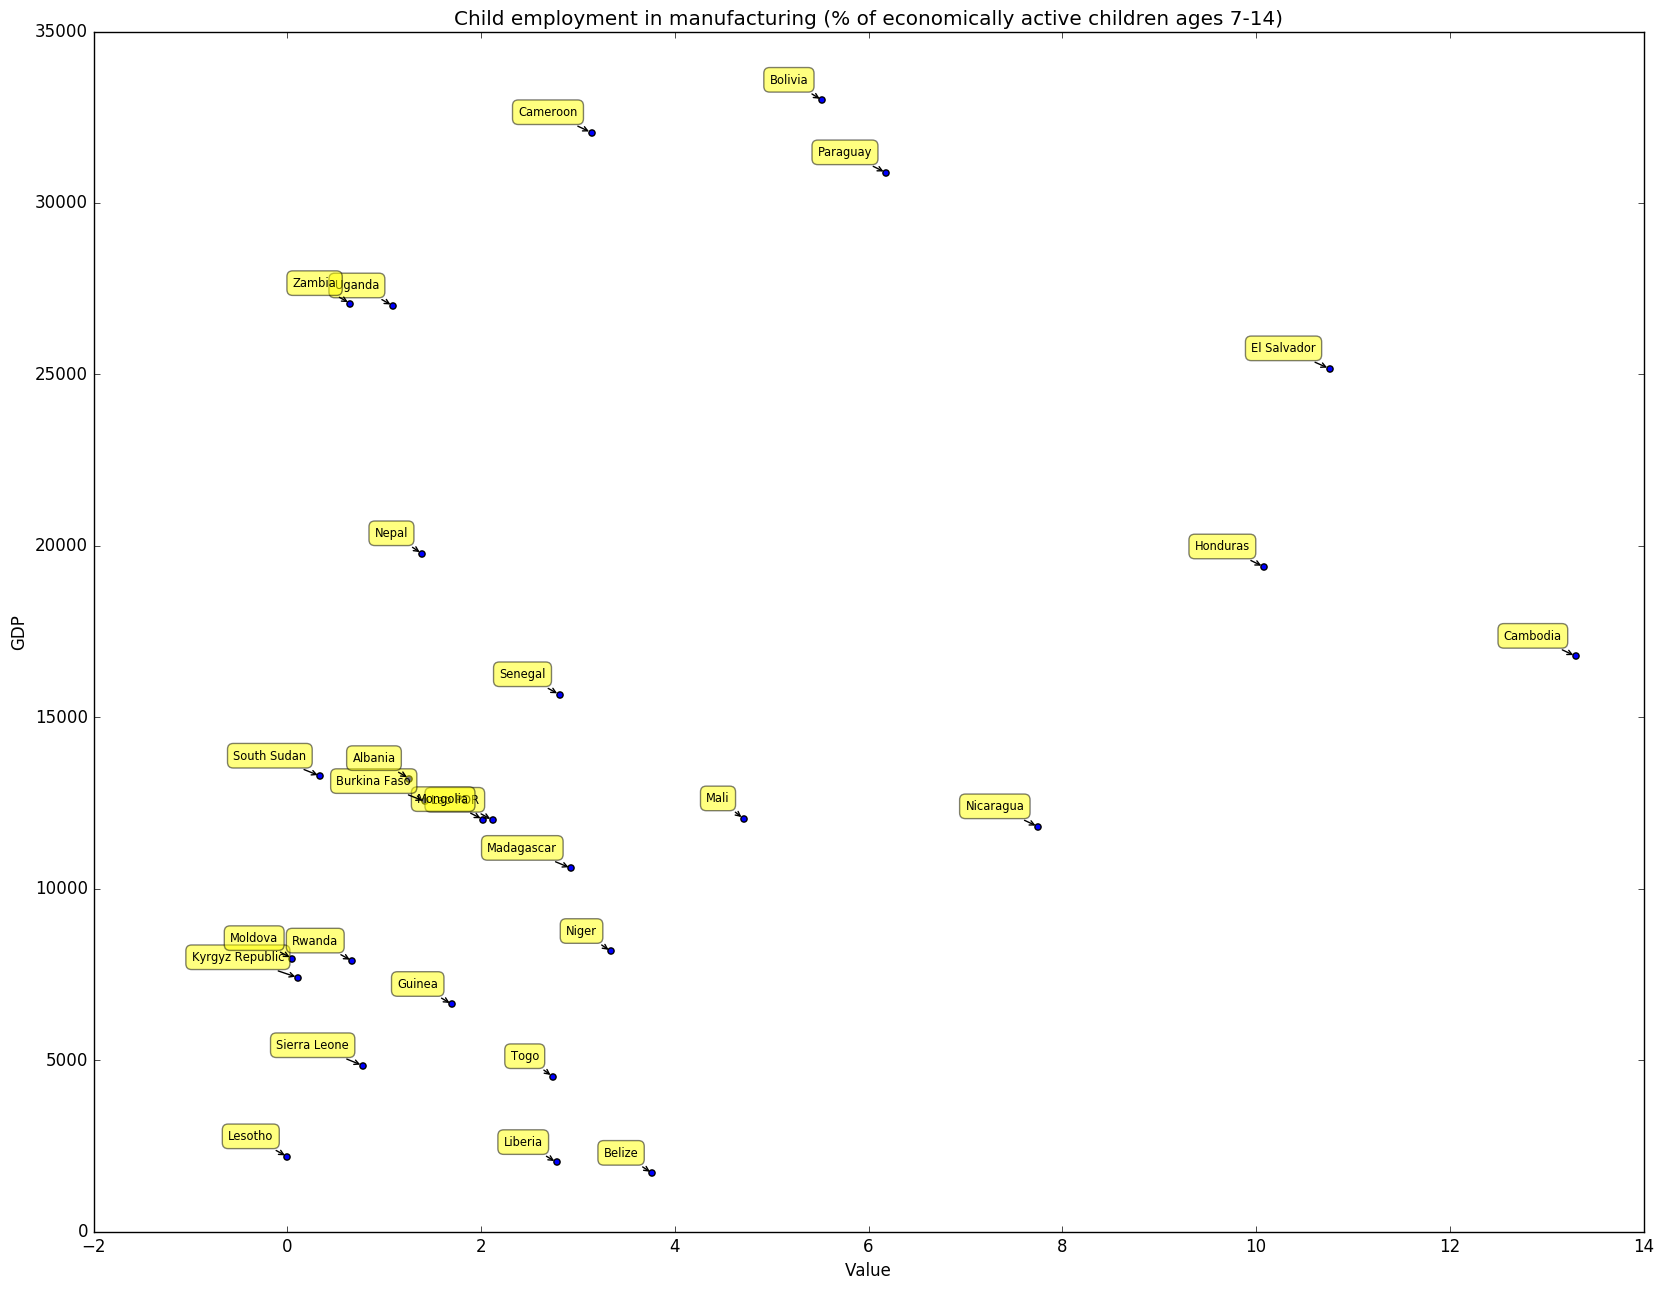 Child employment in manufacturing (% of economically active children ages 7-14)
35000
30000
25000
20000
15000
10000
5000
0
GDP
Bolivia
Cameroon
Paraguay
Zambia
Uganda
El Salvador
Nepal
Honduras
Cambodia
Senegal
South Sudan
Albania
Burkina Faso
Mongolia
Lao PDR
Mali
Nicaragua
Madagascar
Niger
Moldova
Rwanda
Kyrgyz Republic
Guinea
Sierra Leone
Togo
Lesotho
Liberia
Belize
−2
0
2
4
6
8
10
12
14
Value